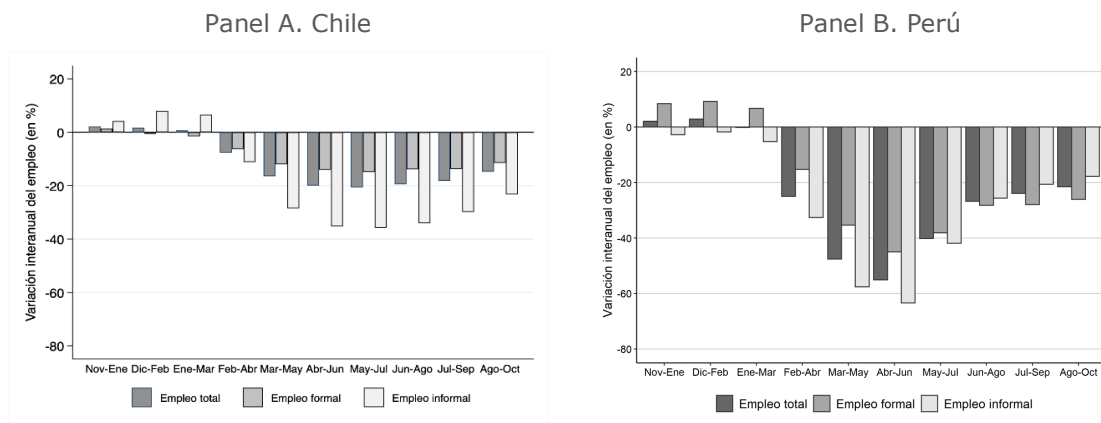 Panel A. Chile
Variación interanual del empleo (en %)
20
0
-20
-40
-60
-80
Nov-Ene Dic-Feb Ene-Mar Feb-Abr Mar-May Abr-Jun May-Jul Jun-Ago Jul-Sep Ago-Oct
Empleo total Empleo formal Empleo informal
Panel B. Perú
Variación interanual del empleo (en %)
20
0
-20
-40
-60
-80
Nov-Ene Dic-Feb Ene-Mar Feb-Abr Mar-May Abr-Jun May-Jul Jun-Ago Jul-Sep Ago-Oct
Empleo total Empleo formal Empleo informal